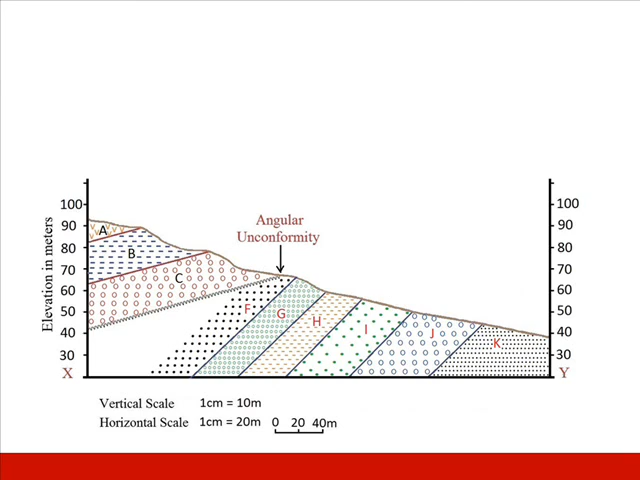 Angular
Unconformity
Elevation in meters
100
90
80
70
60
50
40
30
100
90
80
70
60
50
40
30
A
B
C
F
G
H
I
J
K
X
Y
Vertical Scale 1cm = 10m
Horizontal Scale 1cm = 20m 0 20 40m